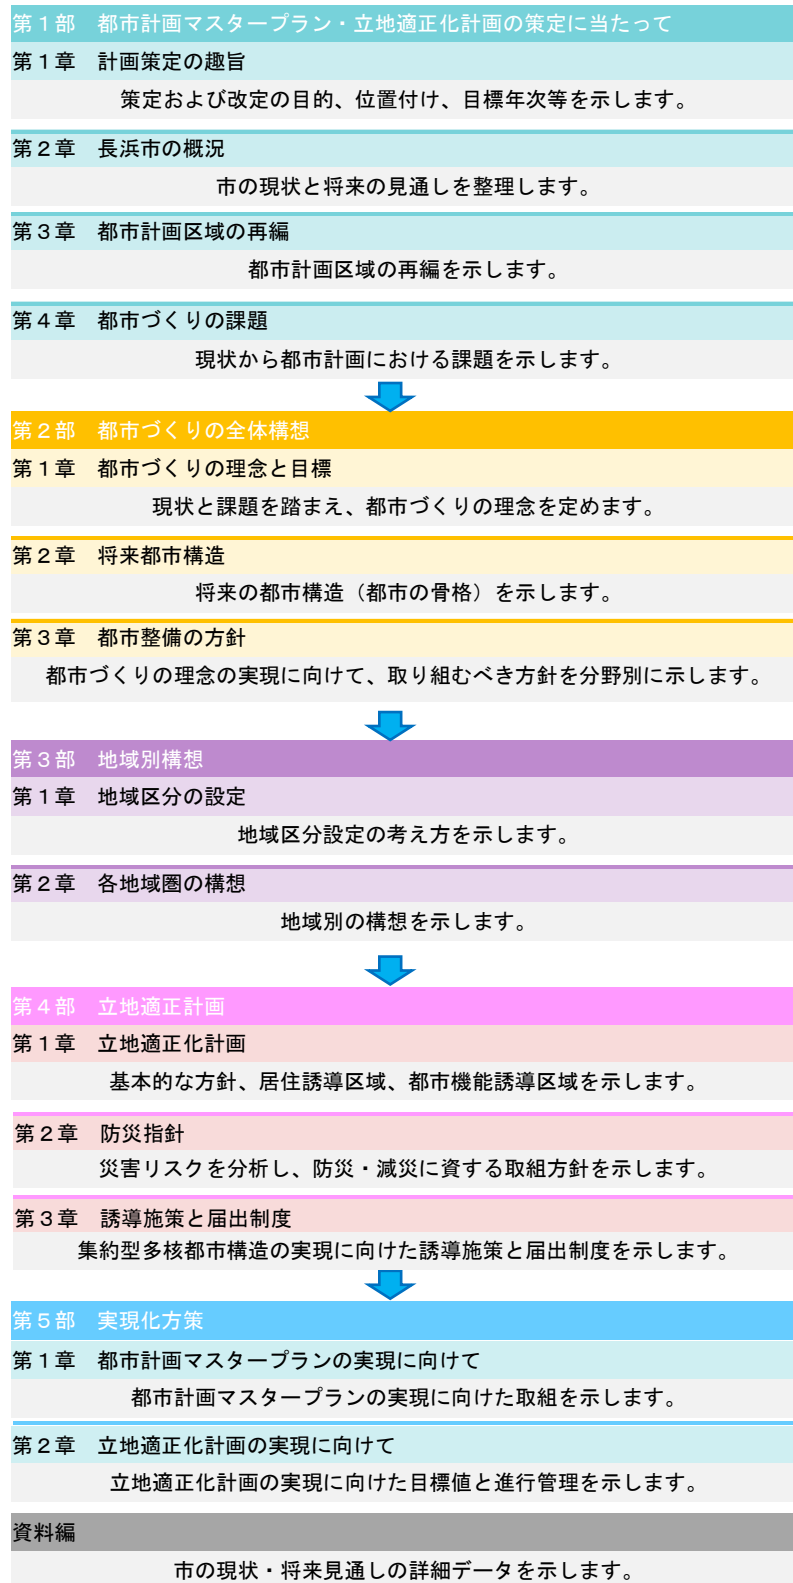 第１部　都市計画マスタープラン・立地適正化計画の策定に当たって
第１章　計画策定の趣旨
策定および改定の目的、位置付け、目標年次等を示します。
第２章　長浜市の概況
市の現状と将来の見通しを整理します。
第３章　都市計画区域の再編
都市計画区域の再編を示します。
第４章　都市づくりの課題
現状から都市計画における課題を示します。
第２部　都市づくりの全体構想
第１章　都市づくりの理念と目標
現状と課題を踏まえ、都市づくりの理念を定めます。
第２章　将来都市構造
将来の都市構造（都市の骨格）を示します。
第３章　都市整備の方針
都市づくりの理念の実現に向けて、取り組むべき方針を分野別に示します。
第３部　地域別構想
第１章　地域区分の設定
地域区分設定の考え方を示します。
第２章　各地域圏の構想
地域別の構想を示します。
第４部　立地適正計画
第１章　立地適正化計画
基本的な方針、居住誘導区域、都市機能誘導区域を示します。
第２章　防災指針
災害リスクを分析し、防災・減災に資する取組方針を示します。
第３章　誘導施策と届出制度
集約型多核都市構造の実現に向けた誘導施策と届出制度を示します。
第５部　実現化方策
第１章　都市計画マスタープランの実現に向けて
都市計画マスタープランの実現に向けた取組を示します。
第２章　立地適正化計画の実現に向けて
立地適正化計画の実現に向けた目標値と進行管理を示します。
資料編
市の現状・将来見通しの詳細データを示します。